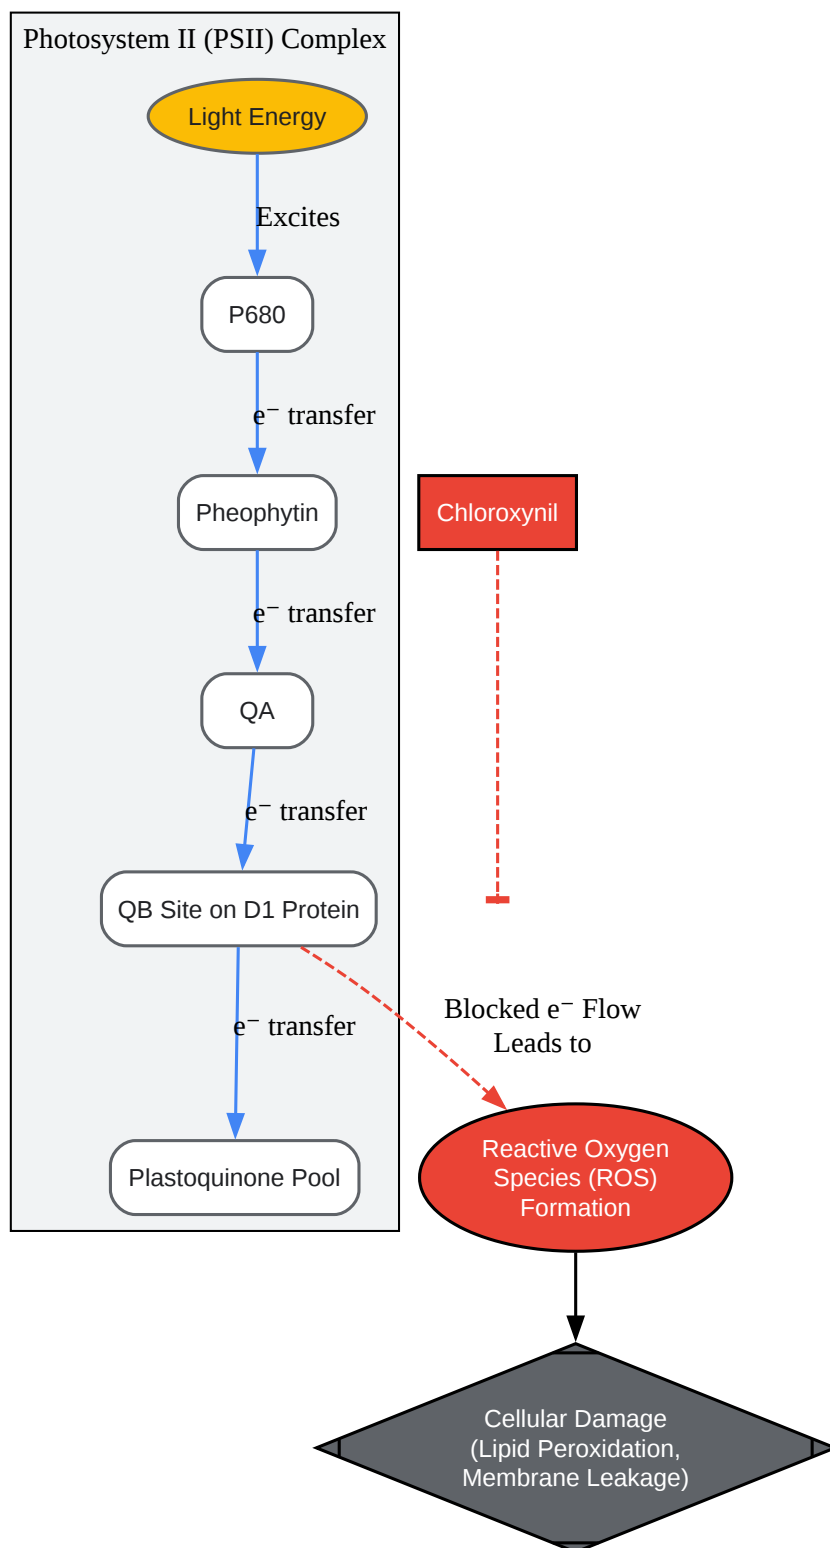 Photosystem II (PSII) Complex
Light Energy
Excites
P680
e⁻ transfer
Pheophytin
Chloroxynil
e⁻ transfer
QA
e⁻ transfer
QB Site on D1 Protein
e⁻ transfer
Blocked e⁻ Flow
Leads to
Plastoquinone Pool
Reactive Oxygen
Species (ROS)
Formation
Cellular Damage
(Lipid Peroxidation,
Membrane Leakage)